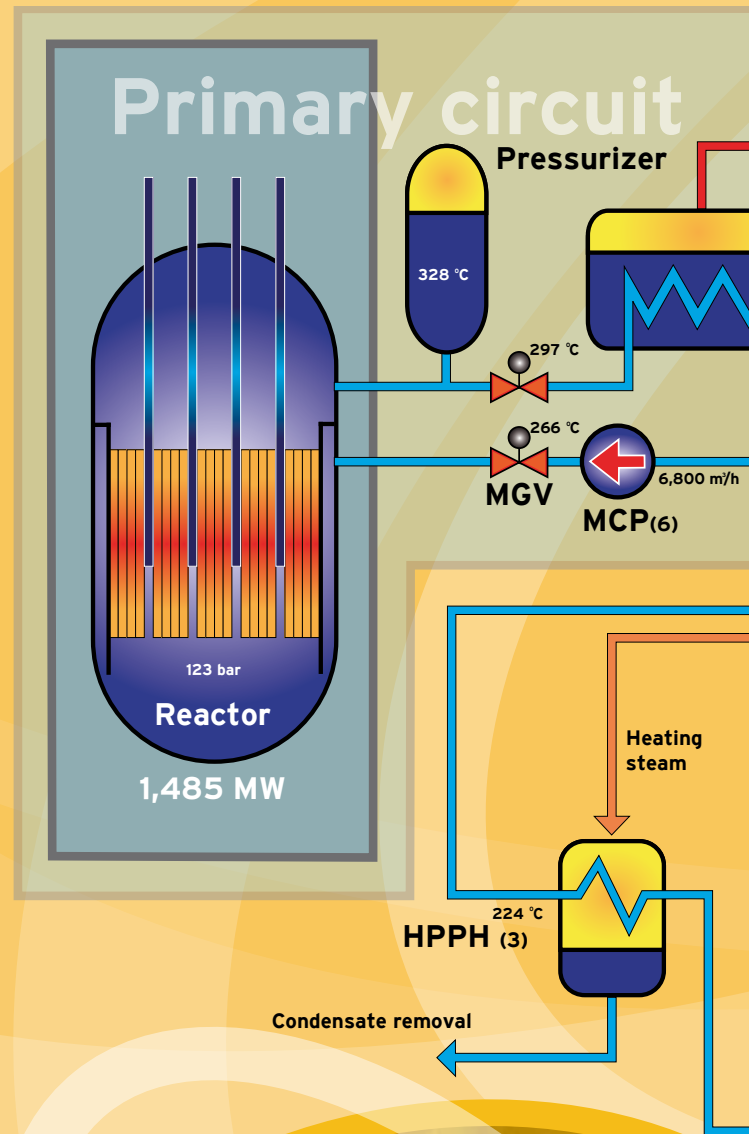 Primary circuit
Pressurizer
328 °C
297 °C
266 °C
MGV
6,800 m³/h
MCP(6)
123 bar
Reactor
1,485 MW
Heating
steam
224 °C
HPPH (3)
Condensate removal